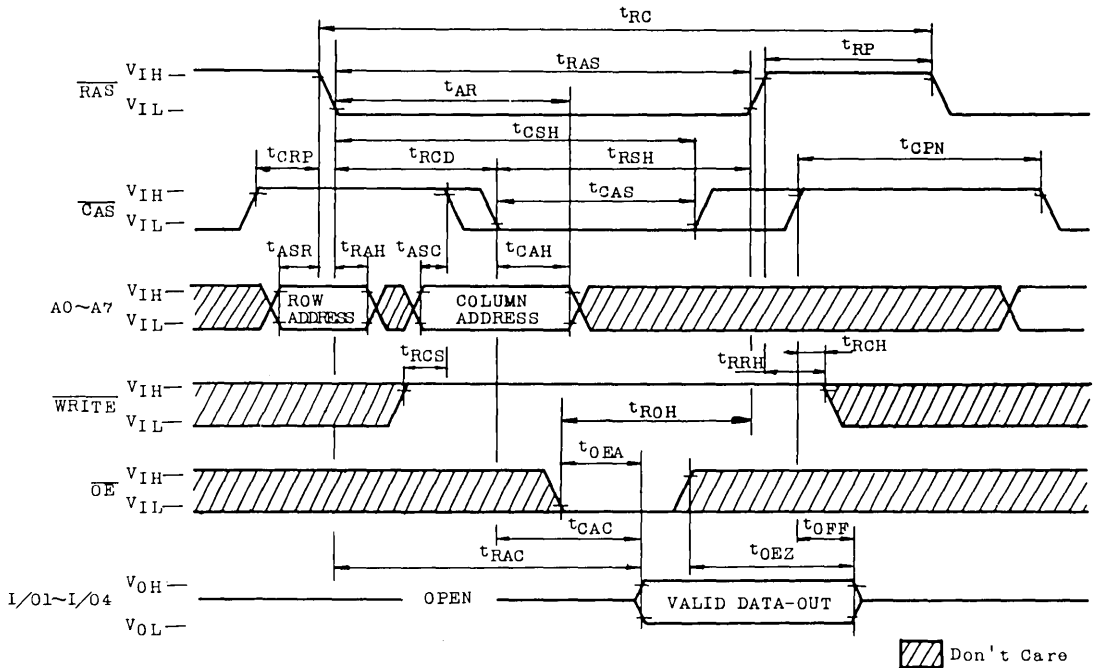 tRC
tRP
tRAS
RAS VIH
VIL
tAR
tCSH
tCRP tRCD tRSH tCPN
CAS VIH
VIL
tCAS
tASR tRAH tASC tCAH
A0~A7 VIH
VIL
ROW ADDRESS
COLUMN ADDRESS
tRCS tRRH tRCH
WRITE VIH
VIL
tROH
tOEA
OE VIH
VIL
tCAC tOFF
tRAC tOEZ
I/O1~I/O4 VOH
VOL
OPEN VALID DATA-OUT
Don't Care